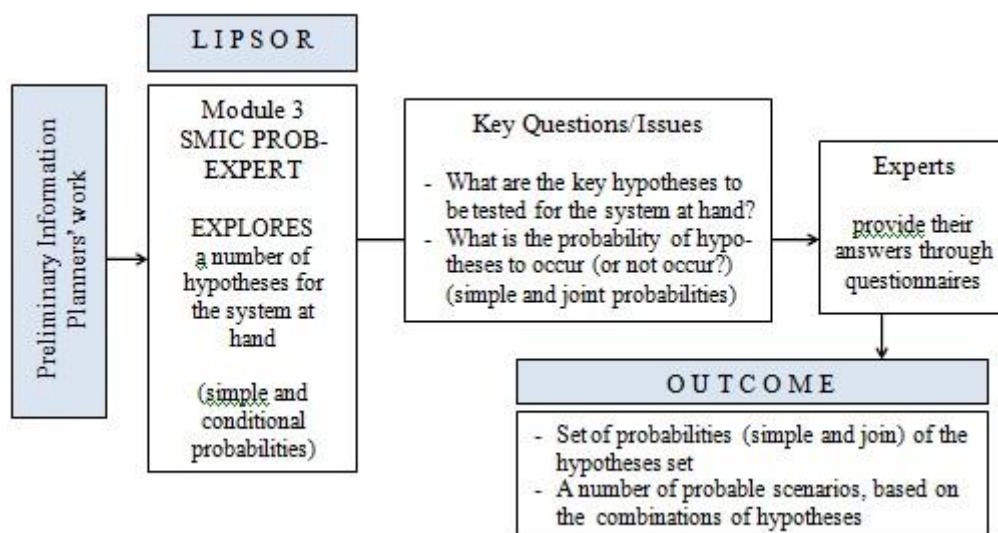 L I P S O R
Preliminary Information
Planners' work
Module 3
SMIC PROB-
EXPERT
EXPLORES
a number of
hypotheses for
the system at
hand
(simple and
conditional
probabilities)
Key Questions/Issues
- What are the key hypotheses to
be tested for the system at hand?
- What is the probability of hypo-
theses to occur (or not occur?)
(simple and joint probabilities)
Experts
provide their
answers through
questionnaires
O U T C O M E
- Set of probabilities (simple and join) of the
hypotheses set
- A number of probable scenarios, based on
the combinations of hypotheses